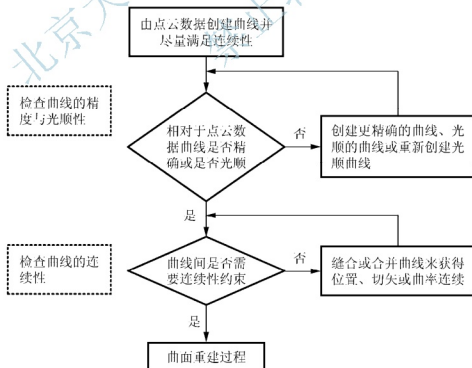 由点云数据创建曲线并
尽量满足连续性
检查曲线的精
度与光顺性
相对于点云数
据曲线是否精
确或是否光顺
否
创建更精确的曲线、光
顺的曲线或重新创建光
顺曲线
是
检查曲线的连
续性
曲线间是否需
要连续性约束
否
缝合或合并曲线来获得
位置、切矢或曲率连续
是
曲面重建过程
北京